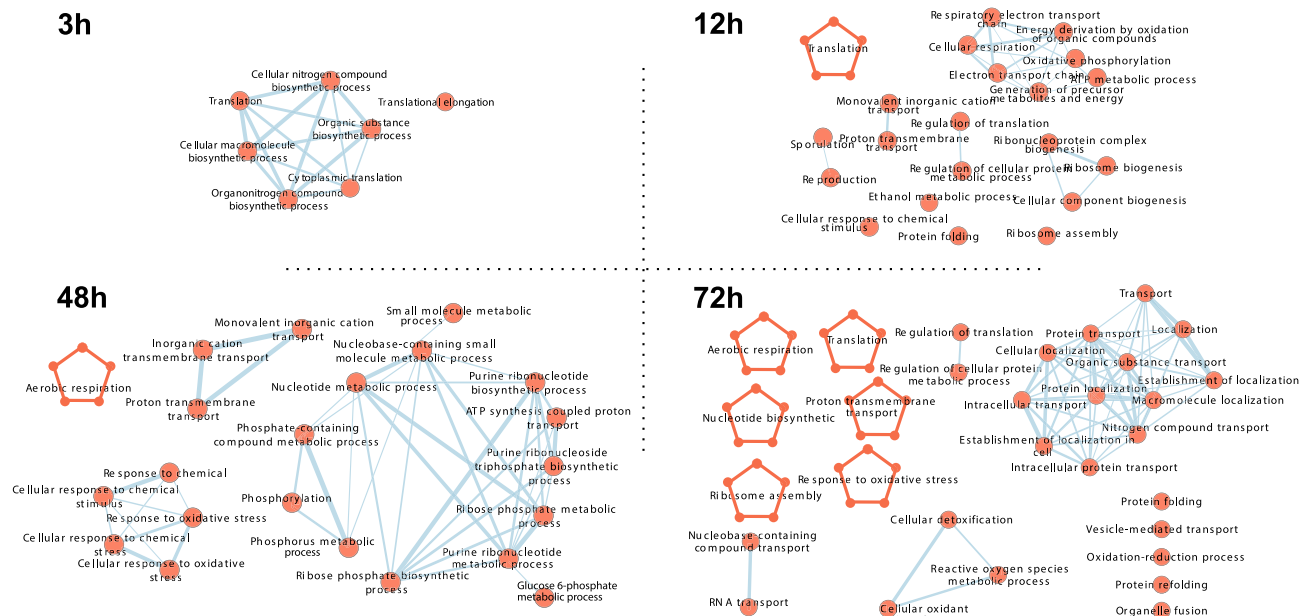 3h
Cellular nitrogen compound
biosynthetic process
Translation
Translational elongation
Organic substance
biosynthetic process
Cellular macromolecule
biosynthetic process
Cytoplasmic translation
Organonitrogen compound
biosynthetic process
12h
Translation
Respiratory electron transport
chain
Energy derivation by oxidation
of organic compounds
Cellular respiration
Oxidative phosphorylation
Electron transport chain
ATP metabolic process
Generation of precursor
metabolites and energy
Monovalent inorganic cation
transport
Regulation of translation
Sporulation
Proton transmembrane
transport
Ribonucleoprotein complex
biogenesis
Reproduction
Regulation of cellular protein
metabolic process
Ribosome biogenesis
Ethanol metabolic process
Cellular component biogenesis
Cellular response to chemical
stimulus
Protein folding
Ribosome assembly
48h
Small molecule metabolic
process
Monovalent inorganic cation
transport
Inorganic cation
transmembrane transport
Nucleobase-containing small
molecule metabolic process
Aerobic respiration
Nucleotide metabolic process
Purine ribonucleotide
biosynthetic process
Proton transmembrane
transport
ATP synthesis coupled proton
transport
Phosphate-containing
compound metabolic process
Purine ribonucleoside
triphosphate biosynthetic
process
Response to chemical
Cellular response to chemical
stimulus
Phosphorylation
Response to oxidative stress
Ribose phosphate metabolic
process
Cellular response to chemical
stress
Phosphorus metabolic
process
Purine ribonucleotide
metabolic process
Cellular response to oxidative
stress
Ribose phosphate biosynthetic
process
Glucose 6-phosphate
metabolic process
72h
Transport
Aerobic respiration
Translation
Regulation of translation
Protein transport
Localization
Cellular localization
Organic substance transport
Regulation of cellular protein
metabolic process
Establishment of localization
Protein localization
Nucleotide biosynthetic
Proton transmembrane
transport
Intracellular transport
Macromolecule localization
Nitrogen compound transport
Establishment of localization in
cell
Intracellular protein transport
Ribosome assembly
Response to oxidative stress
Protein folding
Cellular detoxification
Vesicle-mediated transport
Nucleobase containing
compound transport
Oxidation-reduction process
Reactive oxygen species
metabolic process
Protein refolding
RNA transport
Cellular oxidant
Organelle fusion